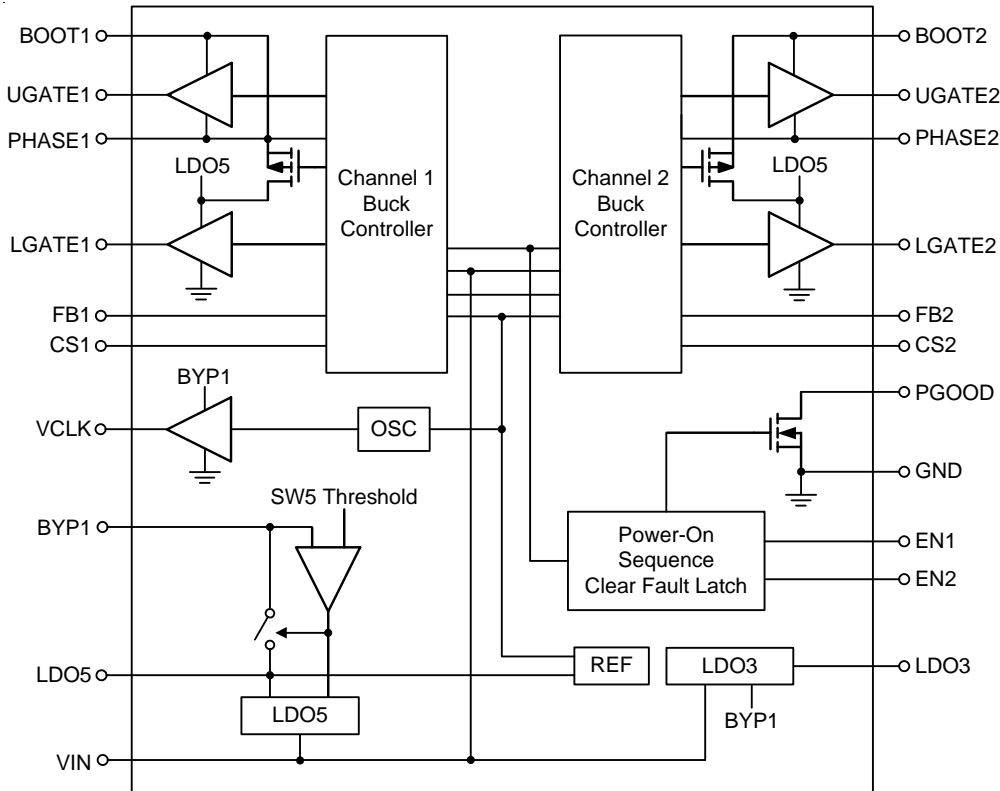 BOOT1
BOOT2
UGATE1
UGATE2
PHASE1
PHASE2
LDO5
LDO5
Channel 1
Buck
Controller
Channel 2
Buck
Controller
LGATE1
LGATE2
FB1
FB2
CS1
CS2
BYP1
PGOOD
VCLK
OSC
GND
SW5 Threshold
BYP1
Power-On
Sequence
Clear Fault Latch
EN1
EN2
LDO5
REF
LDO3
LDO3
LDO5
BYP1
VIN